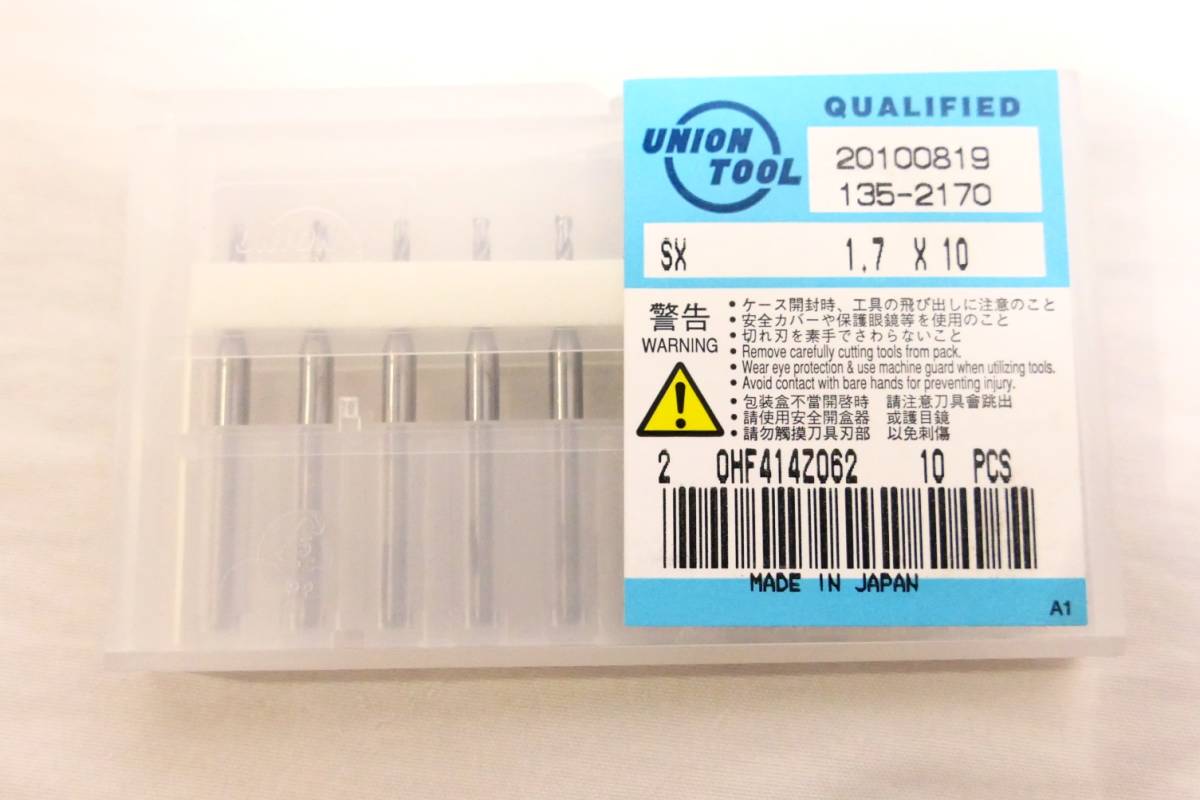 UNION TOOL
QUALIFIED
20100819
135-2170
SX 1.7 X 10
警告
WARNING
・ケース開封時、工具の飛び出しに注意のこと
・安全カバーや保護眼鏡等を使用のこと
・切れ刃を素手でさわらないこと
・Remove carefully cutting tools from pack.
・Wear eye protection & use machine guard when utilizing tools.
・Avoid contact with bare hands for preventing injury.
・包装盒不當開啓時 請注意刀具會跳出
・請使用安全開盒器 或護目鏡
・請勿觸摸刀具刃部 以免刺傷
2 OHF414Z062 10 PCS
MADE IN JAPAN
A1